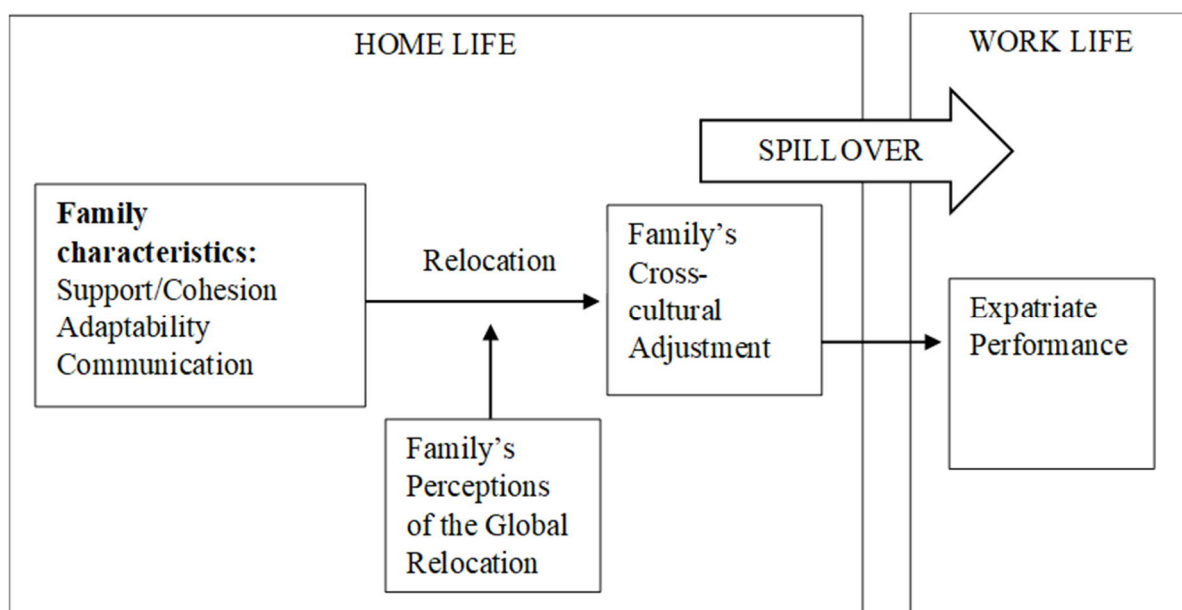 HOME LIFE
WORK LIFE
SPILLOVER
Family
characteristics:
Support/Cohesion
Adaptability
Communication
Relocation
Family’s
Cross-
cultural
Adjustment
Expatriate
Performance
Family’s
Perceptions
of the Global
Relocation